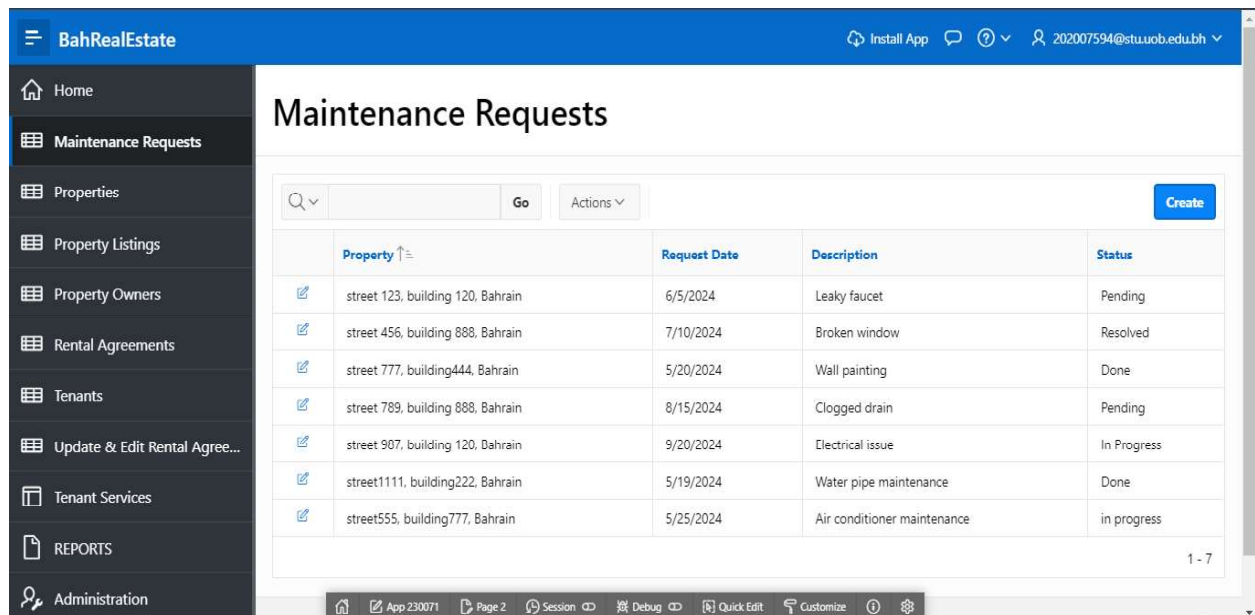 BahRealEstate Install App 202007594@stu.uob.edu.bh
Home
Maintenance Requests
Properties
Property Listings
Property Owners
Rental Agreements
Tenants
Update & Edit Rental Agree...
Tenant Services
REPORTS
Administration
Maintenance Requests
Go Actions Create
Property Request Date Description Status
street 123, building 120, Bahrain 6/5/2024 Leaky faucet Pending
street 456, building 888, Bahrain 7/10/2024 Broken window Resolved
street 777, building444, Bahrain 5/20/2024 Wall painting Done
street 789, building 888, Bahrain 8/15/2024 Clogged drain Pending
street 987, building 120, Bahrain 9/20/2024 Electrical issue In Progress
street1111, building222, Bahrain 5/19/2024 Water pipe maintenance Done
street555, building777, Bahrain 5/25/2024 Air conditioner maintenance in progress
1 - 7
App 230071 Page 2 Session Debug Quick Edit Customize